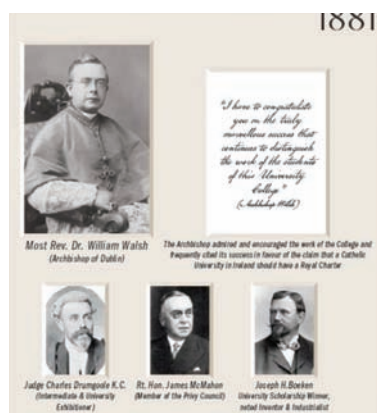 1881
"I have to congratulate
you on the truly
marvellous success that
continues to distinguish
the work of the students
of this University
College"
(Archbishop Walsh)
Most Rev. Dr. William Walsh
(Archbishop of Dublin)
The Archbishop admired and encouraged the work of the College and
frequently cited its success in favour of the claim that a Catholic
University in Ireland should have a Royal Charter
Judge Charles Drumgoole K.C.
(Intermediate & University
Exhibitioner)
Rt. Hon. James McMahon
(Member of the Privy Council)
Joseph H.Boeken
University Scholarship Winner,
noted Inventor & Industrialist